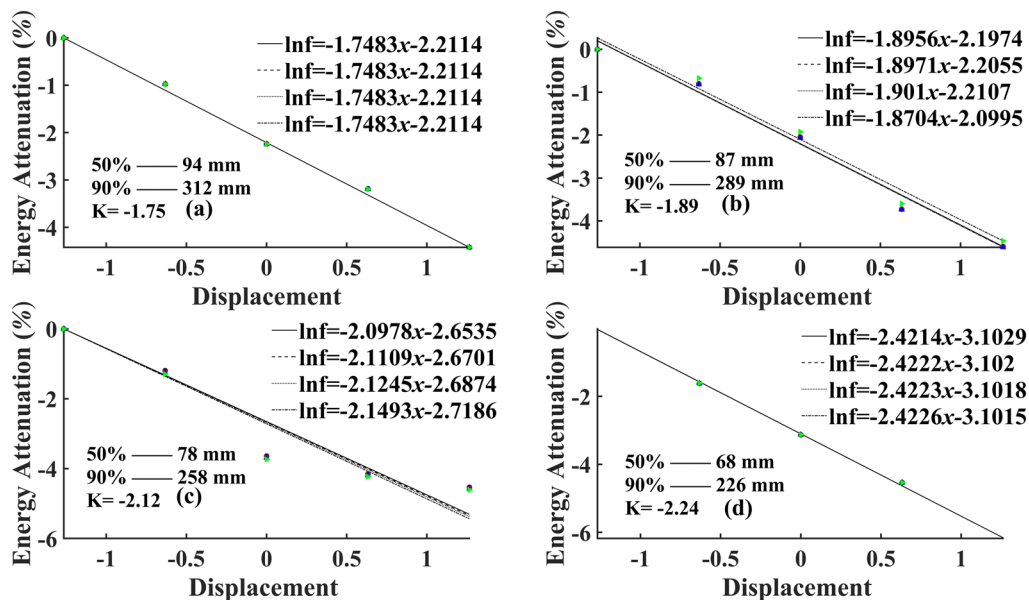 Energy Attenuation (%)
0
-1
-2
-3
-4
lnf=-1.7483x-2.2114
lnf=-1.7483x-2.2114
lnf=-1.7483x-2.2114
lnf=-1.7483x-2.2114
50% 94 mm
90% 312 mm
K= -1.75 (a)
-1 -0.5 0 0.5 1
Displacement
Energy Attenuation (%)
0
-1
-2
-3
-4
lnf=-1.8956x-2.1974
lnf=-1.8971x-2.2055
lnf=-1.901x-2.2107
lnf=-1.8704x-2.0995
50% 87 mm
90% 289 mm
K= -1.89 (b)
-1 -0.5 0 0.5 1
Displacement
Energy Attenuation (%)
0
-2
-4
-6
lnf=-2.0978x-2.6535
lnf=-2.1109x-2.6701
lnf=-2.1245x-2.6874
lnf=-2.1493x-2.7186
50% 78 mm
90% 258 mm
K= -2.12 (c)
-1 -0.5 0 0.5 1
Displacement
Energy Attenuation (%)
-2
-4
-6
lnf=-2.4214x-3.1029
lnf=-2.4222x-3.102
lnf=-2.4223x-3.1018
lnf=-2.4226x-3.1015
50% 68 mm
90% 226 mm
K= -2.24 (d)
-1 -0.5 0 0.5 1
Displacement